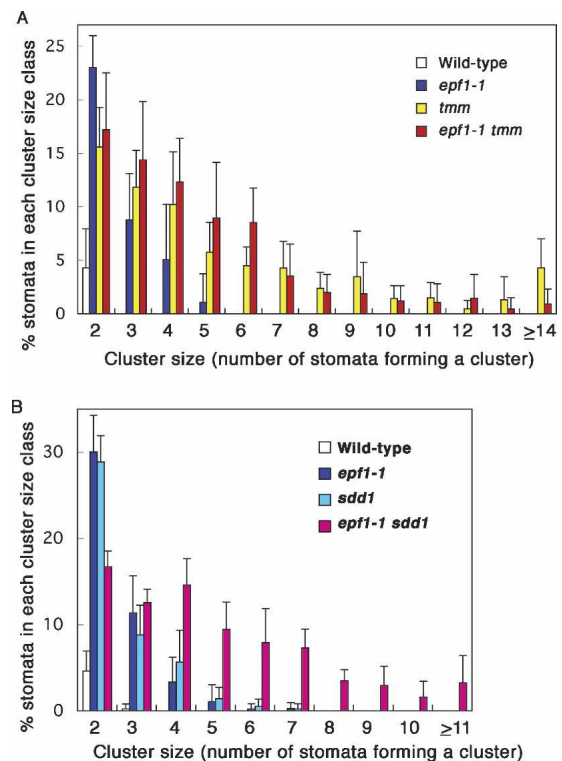 A
% stomata in each cluster size class
25
20
15
10
5
0
Wild-type
epf1-1
tmm
epf1-1 tmm
2 3 4 5 6 7 8 9 10 11 12 13 ≥14
Cluster size (number of stomata forming a cluster)
B
% stomata in each cluster size class
30
20
10
0
Wild-type
epf1-1
sdd1
epf1-1 sdd1
2 3 4 5 6 7 8 9 10 ≥11
Cluster size (number of stomata forming a cluster)